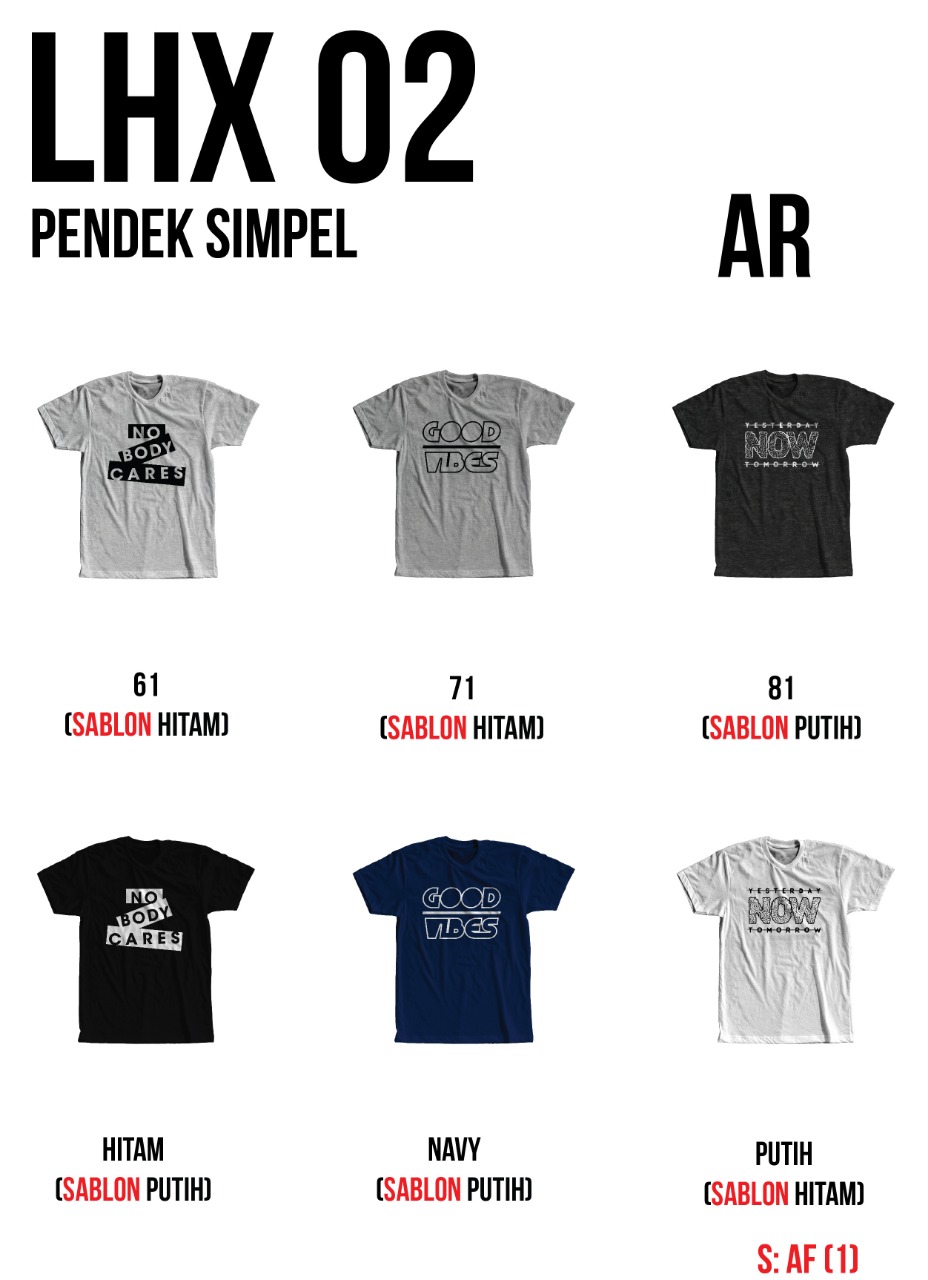 LHX 02
PENDEK SIMPEL
AR
NO
BODY
CARES
GOOD
VIBES
YESTERDAY
NOW
TOMORROW
61
(SABLON HITAM)
71
(SABLON HITAM)
81
(SABLON PUTIH)
NO
BODY
CARES
GOOD
VIBES
YESTERDAY
NOW
TOMORROW
HITAM
(SABLON PUTIH)
NAVY
(SABLON PUTIH)
PUTIH
(SABLON HITAM)
S: AF (1)